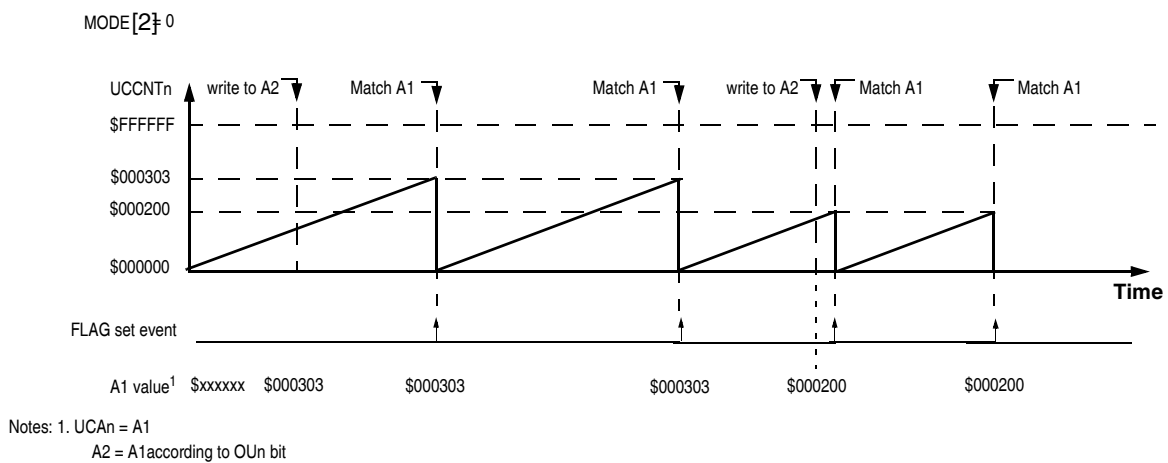 MODE[2]= 0
UCCNTn write to A2 Match A1 Match A1 write to A2 Match A1 Match A1
$FFFFFF
$000303
$000200
$000000
Time
FLAG set event
A1 value1 $xxxxxx $000303 $000303 $000303 $000200 $000200
Notes: 1. UCAn = A1
A2 = A1according to OUn bit